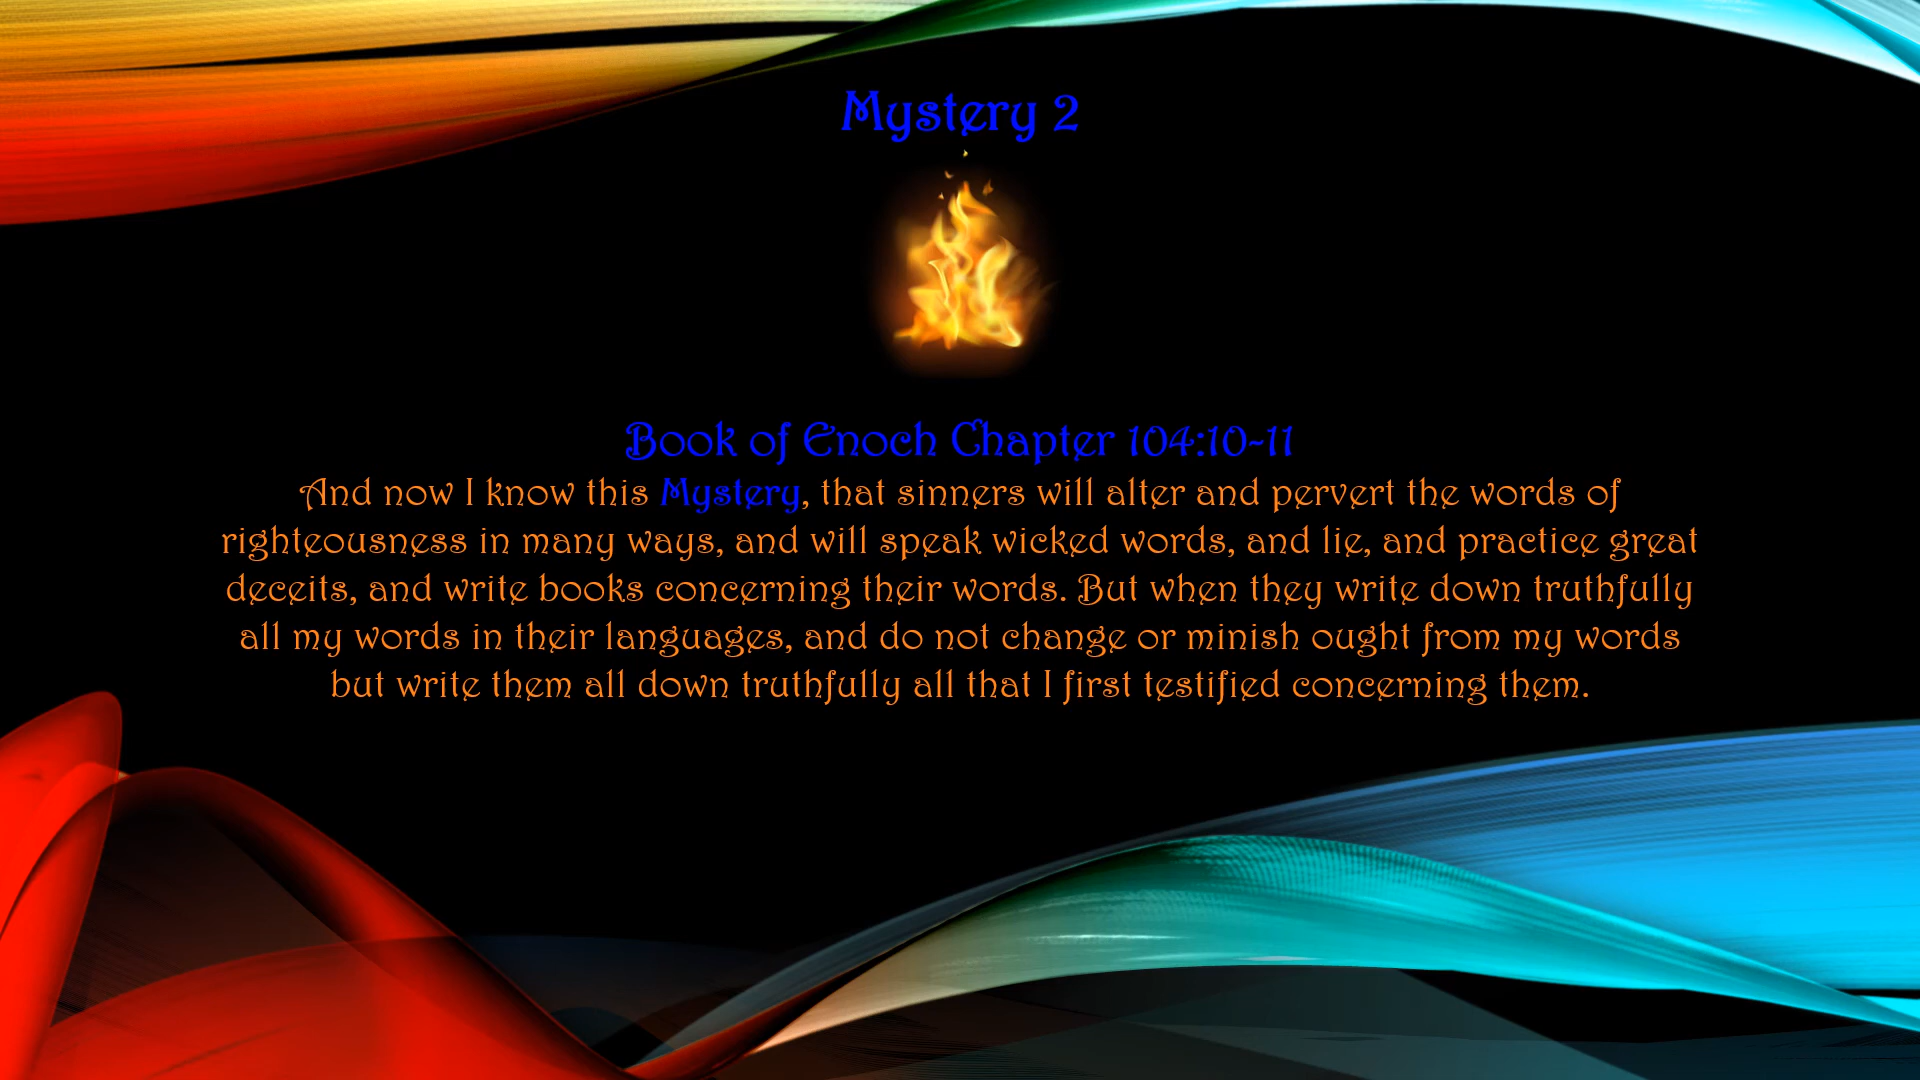 Mystery 2
Book of Enoch Chapter 104:10-11
And now I know this Mystery, that sinners will alter and pervert the words of
righteousness in many ways, and will speak wicked words, and lie, and practice great
deceits, and write books concerning their words. But when they write down truthfully
all my words in their languages, and do not change or minish ought from my words
but write them all down truthfully all that I first testified concerning them.